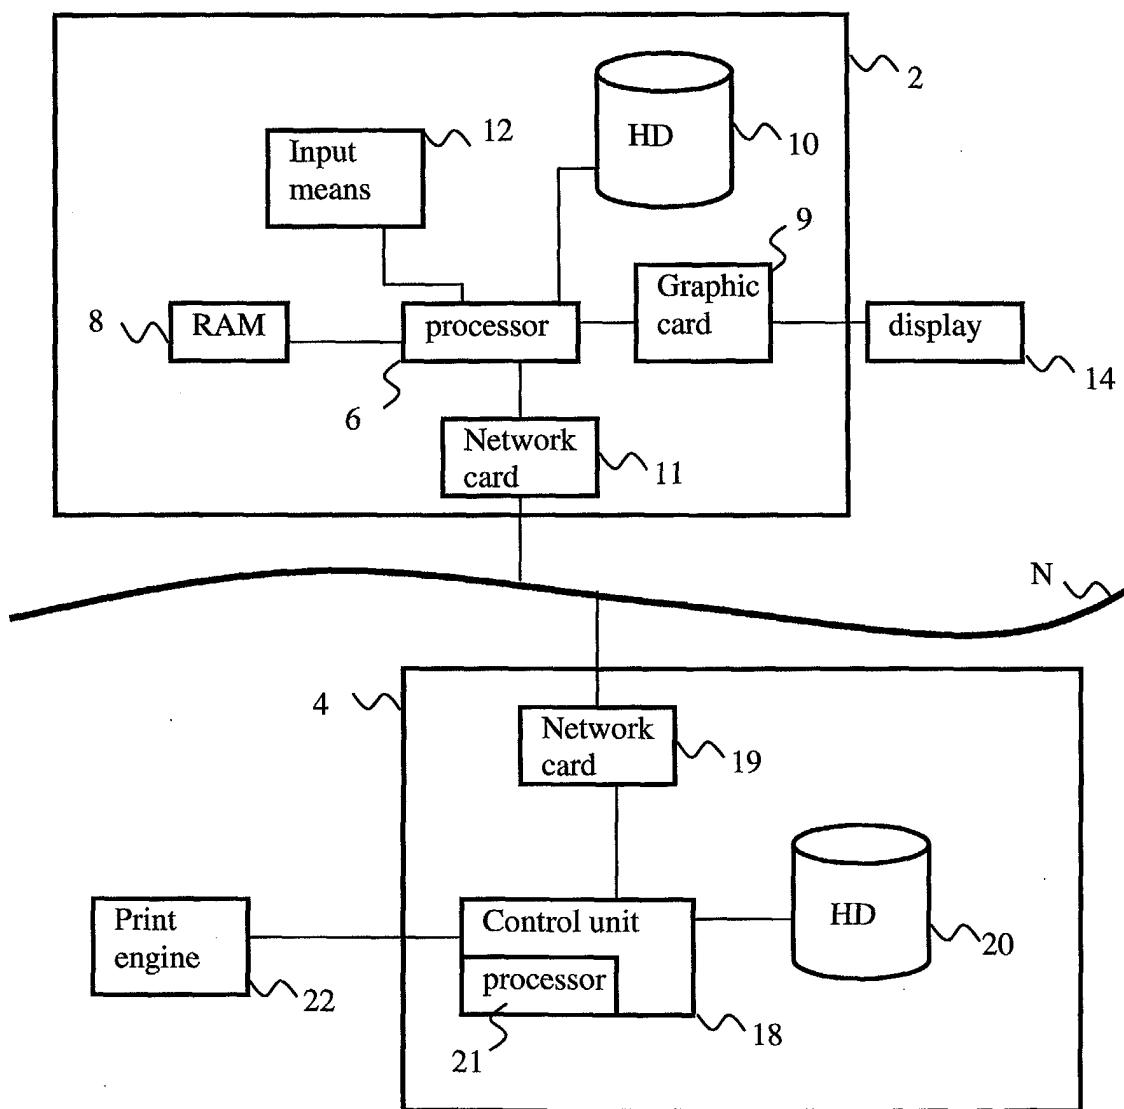 2
12
HD
10
Input
means
9
Graphic
card
8
RAM
processor
display
14
6
Network
card
11
N
4
Network
card
19
Print
engine
22
Control unit
processor
HD
20
21
18